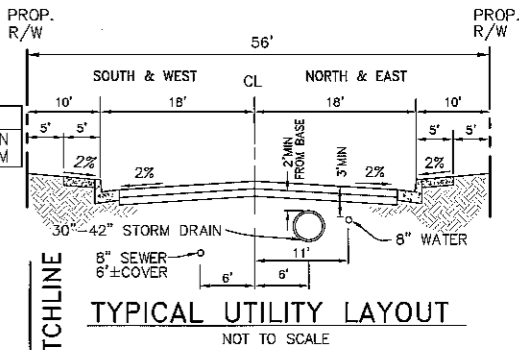 PROP.
R/W
PROP.
R/W
56'
SOUTH & WEST
CL
NORTH & EAST
10'
18'
18'
10'
5'
5'
5'
5'
2%
2%
2' MIN
FROM BASE
3' MIN
2%
2%
N
M
30"-42" STORM DRAIN
8" WATER
8" SEWER
6'±COVER
11'
6'
6'
TCHLINE
TYPICAL UTILITY LAYOUT
NOT TO SCALE